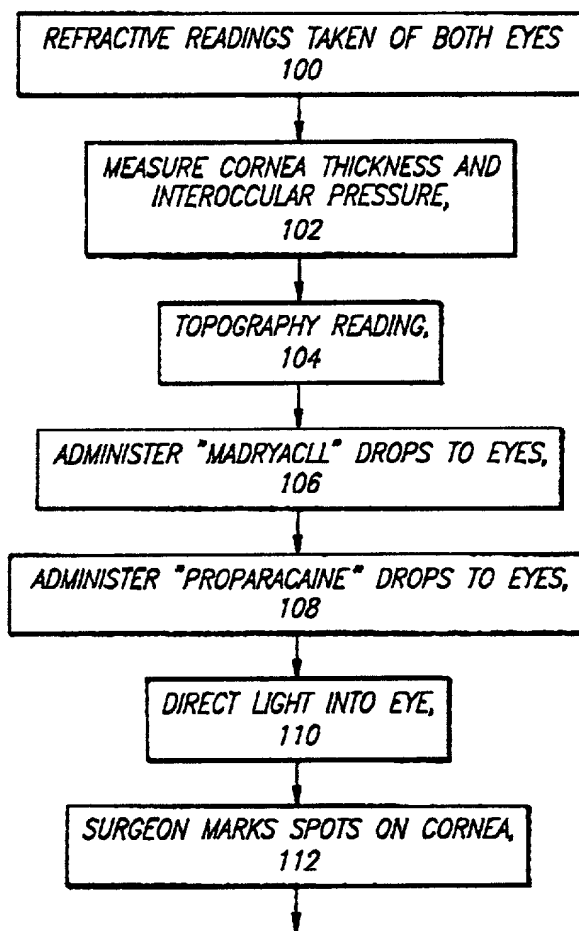 REFRACTIVE READINGS TAKEN OF BOTH EYES
100
MEASURE CORNEA THICKNESS AND
INTEROCCULAR PRESSURE,
102
TOPOGRAPHY READING,
104
ADMINISTER "MADRYACLL" DROPS TO EYES,
106
ADMINISTER "PROPARACAINE" DROPS TO EYES,
108
DIRECT LIGHT INTO EYE,
110
SURGEON MARKS SPOTS ON CORNEA,
112